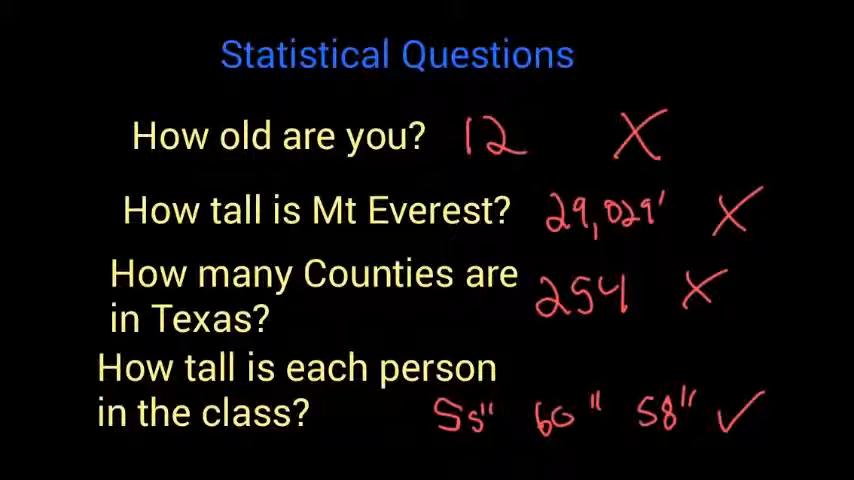 Statistical Questions
How old are you? 12 X
How tall is Mt Everest? 29,029' X
How many Counties are
in Texas? 254 X
How tall is each person
in the class? 55" 60" 58" ✓